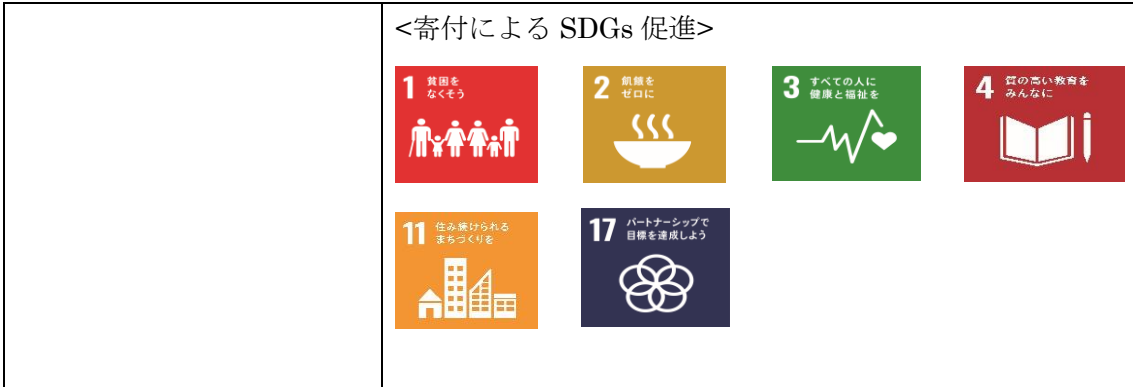 <寄付による SDGs 促進>
1 貧困を
なくそう
2 飢餓を
ゼロに
3 すべての人に
健康と福祉を
4 質の高い教育を
みんなに
11 住み続けられる
まちづくりを
17 パートナーシップで
目標を達成しよう